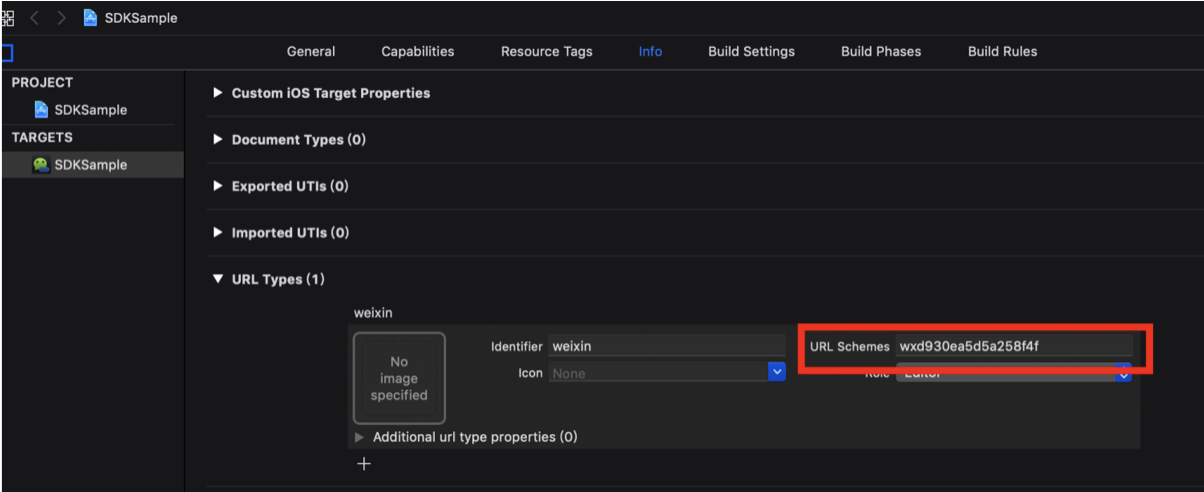 SDKSample
General Capabilities Resource Tags Info Build Settings Build Phases Build Rules
PROJECT
SDKSample
TARGETS
SDKSample
Custom iOS Target Properties
Document Types (0)
Exported UTIs (0)
Imported UTIs (0)
URL Types (1)
weixin
No
image
specified
Identifier weixin
URL Schemes wxd930ea5d5a258f4f
Icon None
Role Editor
Additional url type properties (0)